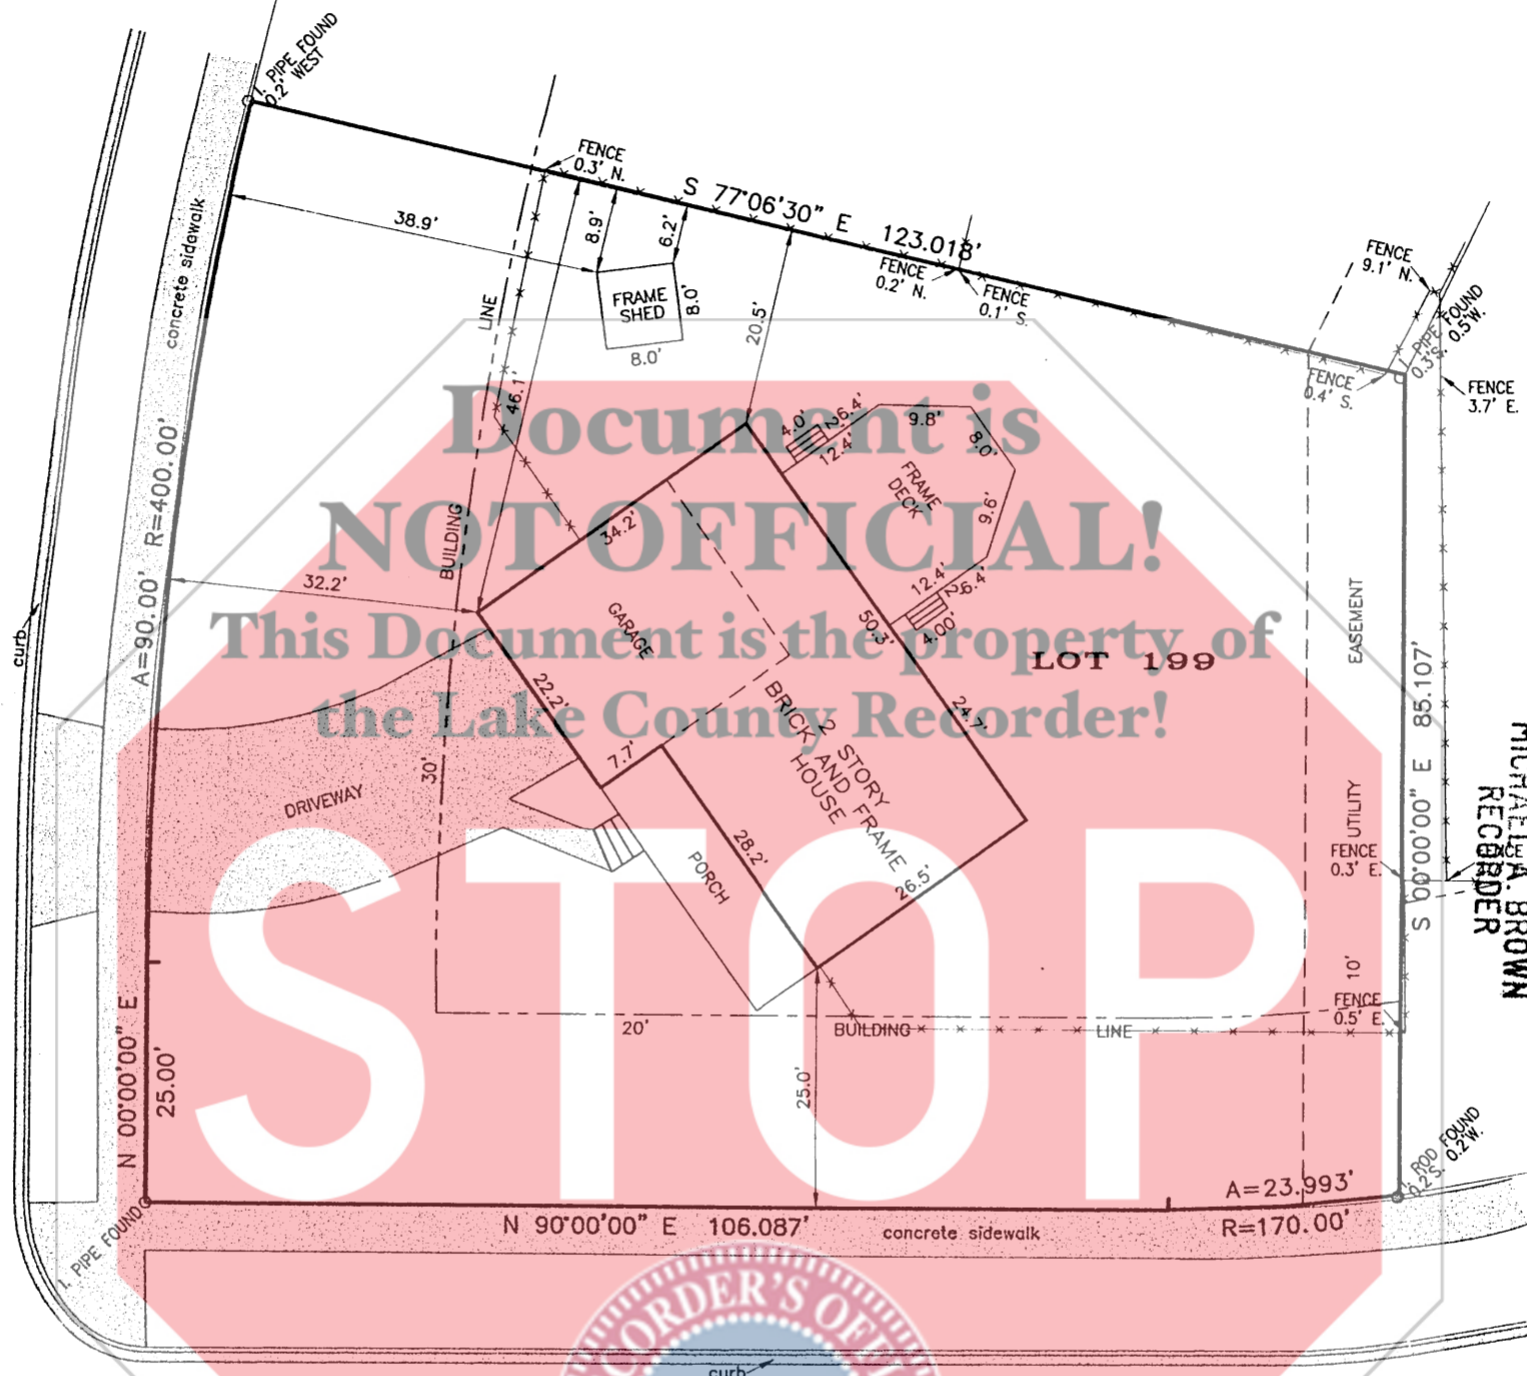 I. PIPE FOUND
0.2' WEST
FENCE
0.3' N.
S 77°06'30" E 123.018'
38.9'
8.9'
6.2'
concrete sidewalk
FRAME
SHED
8.0'
8.0'
LINE
46.1'
20.5'
FENCE
0.2' N.
FENCE
0.1' S.
FENCE
9.1' N.
I. PIPE FOUND
0.3'S. 0.5'W.
FENCE
0.4' S.
FENCE
3.7' E.
Document is
NOT OFFICIAL!
This Document is the property of
the Lake County Recorder!
STOP
4.0'
26.4'
12.4'
9.8'
8.0'
FRAME
DECK
9.6'
12.4'
26.4'
4.00'
A=90.00' R=400.00'
BUILDING
34.2'
32.2'
GARAGE
50.3'
LOT 199
EASEMENT
curb
22.2'
24.7'
7.7'
2 STORY
BRICK AND FRAME
HOUSE
30'
DRIVEWAY
28.2'
PORCH
26.5'
UTILITY
S 00°00'00" E 85.107'
FENCE
0.3' E.
MICHAEL A. BROWN
RECORDER
10'
FENCE
0.5' E.
20'
BUILDING
LINE
25.0'
N 00°00'00" E
25.00'
ROD FOUND
0.2'S. 0.2'W.
A=23.993'
R=170.00'
N 90°00'00" E 106.087'
concrete sidewalk
I. PIPE FOUND
CORDER'S OFF
curb